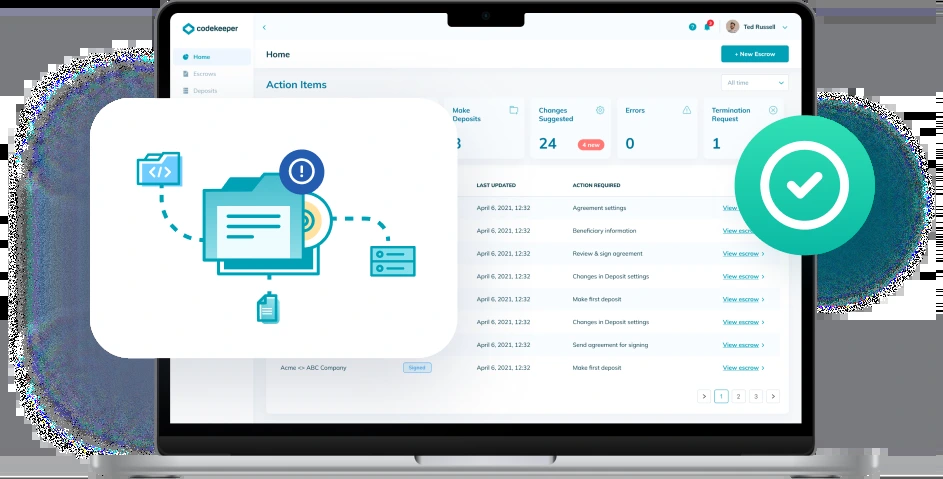 codekeeper
2
Ted Russell
Home
Home
+ New Escrow
Escrows
Action Items
All time
Deposits
Make Deposits
Changes Suggested
Errors
Termination Request
24
4 new
0
1
LAST UPDATED
ACTION REQUIRED
April 6, 2021, 12:32
Agreement settings
View
April 6, 2021, 12:32
Beneficiary information
View
April 6, 2021, 12:32
Review & sign agreement
View escrow >
April 6, 2021, 12:32
Changes in Deposit settings
View escrow >
April 6, 2021, 12:32
Make first deposit
View escrow >
April 6, 2021, 12:32
Changes in Deposit settings
View escrow >
April 6, 2021, 12:32
Send agreement for signing
View escrow >
Acme <> ABC Company
Signed
April 6, 2021, 12:32
Make first deposit
View escrow >
1
2
3